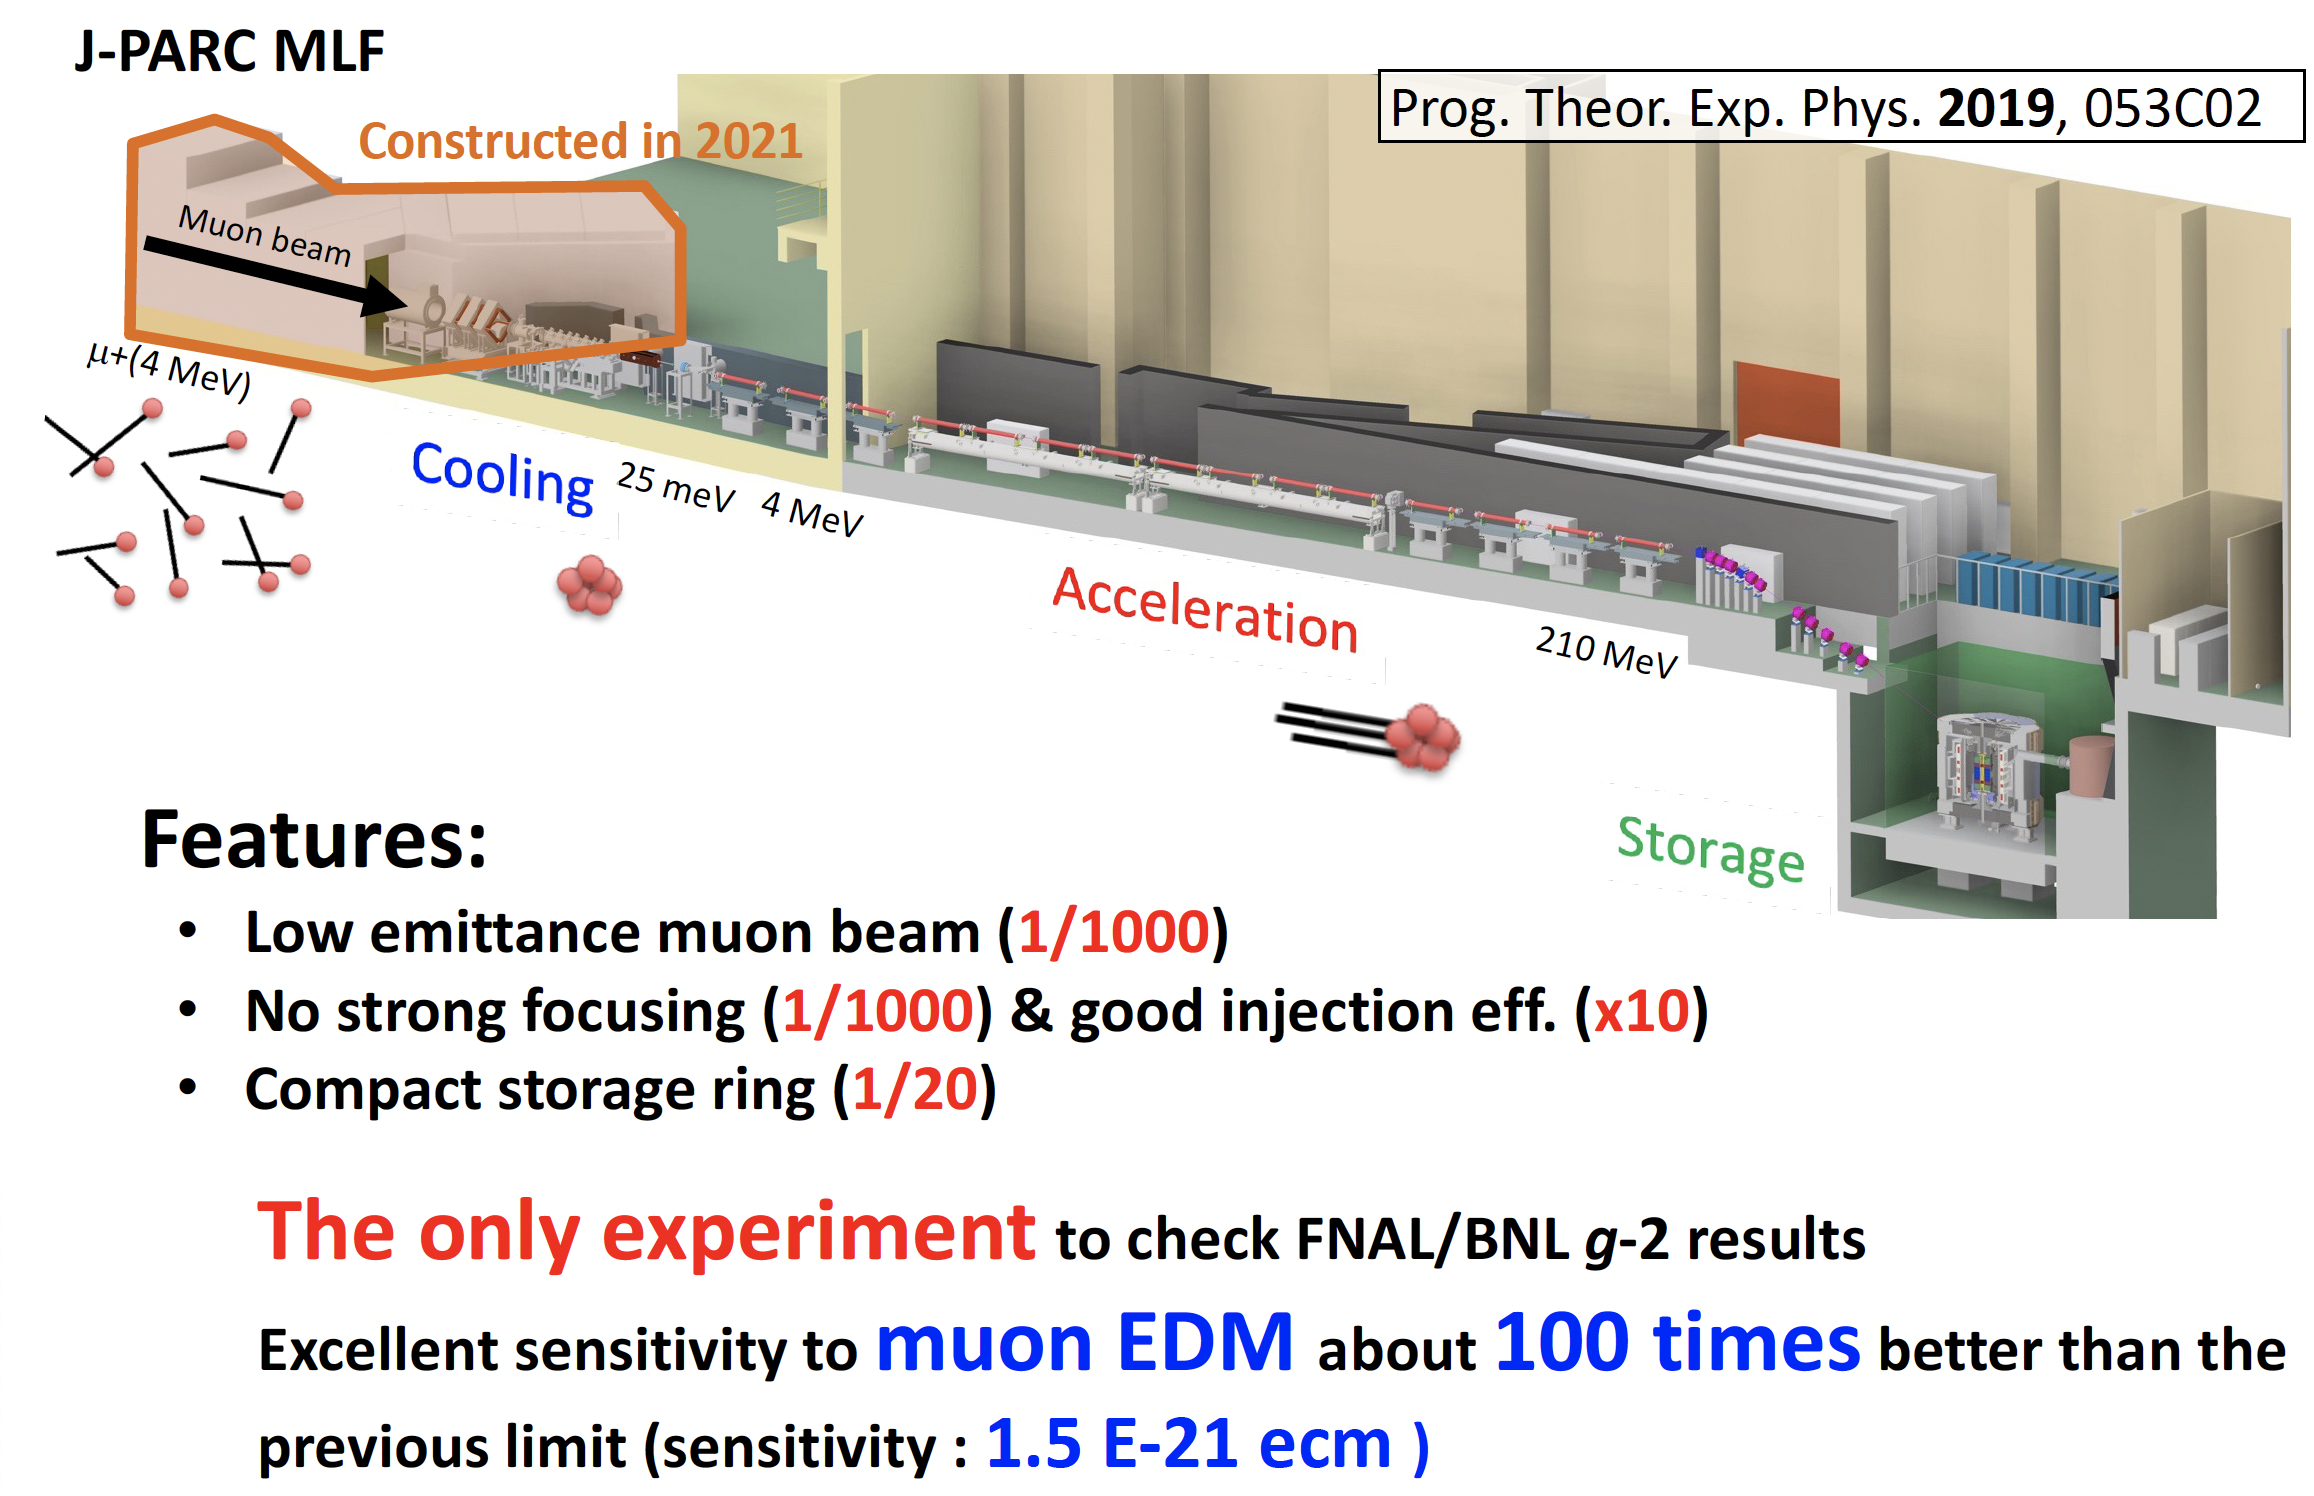 J-PARC MLF
Prog. Theor. Exp. Phys. 2019, 053C02
Constructed in 2021
Muon beam
μ+(4 MeV)
Cooling
25 meV
4 MeV
Acceleration
210 MeV
Storage
Features:
• Low emittance muon beam (1/1000)
• No strong focusing (1/1000) & good injection eff. (x10)
• Compact storage ring (1/20)
The only experiment to check FNAL/BNL g-2 results
Excellent sensitivity to muon EDM about 100 times better than the
previous limit (sensitivity : 1.5 E-21 ecm )